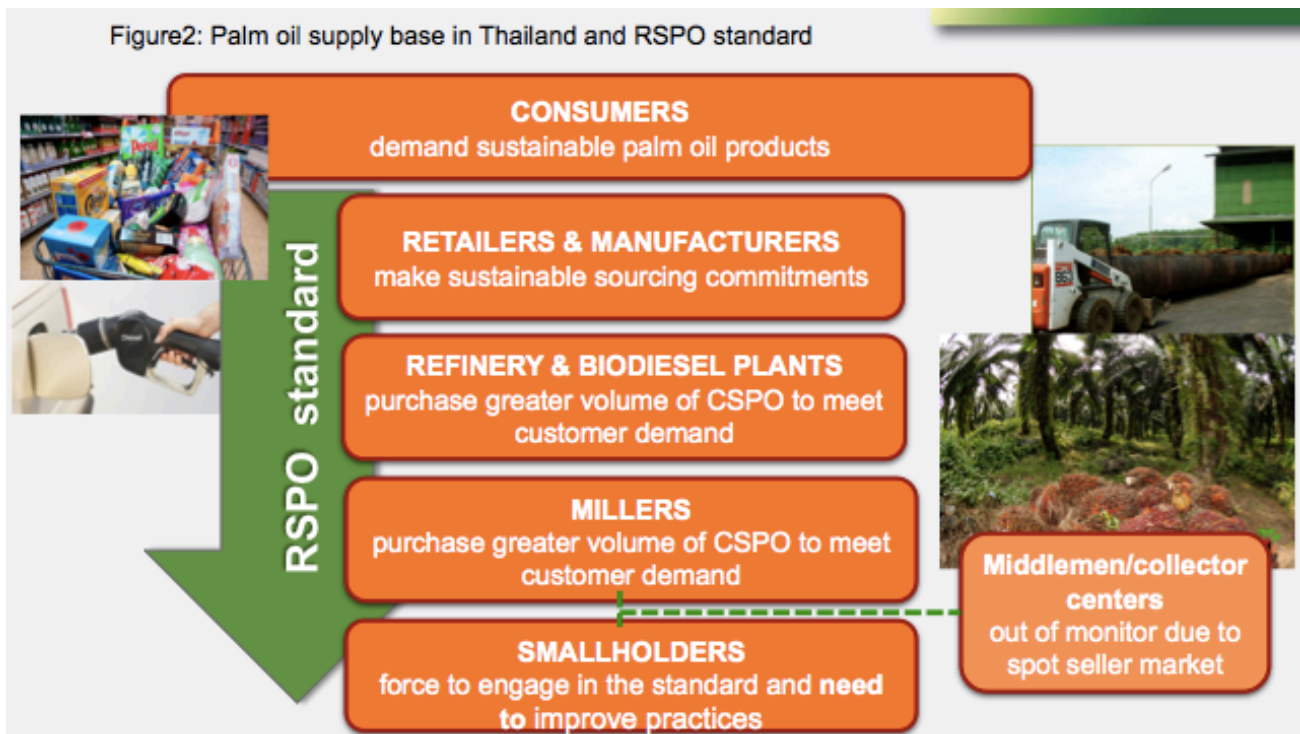 Figure2: Palm oil supply base in Thailand and RSPO standard
CONSUMERS
demand sustainable palm oil products
RSPO standard
RETAILERS & MANUFACTURERS
make sustainable sourcing commitments
REFINERY & BIODIESEL PLANTS
purchase greater volume of CSPO to meet
customer demand
MILLERS
purchase greater volume of CSPO to meet
customer demand
Middlemen/collector
centers
out of monitor due to
spot seller market
SMALLHOLDERS
force to engage in the standard and need
to improve practices
Persil
Diesel
863